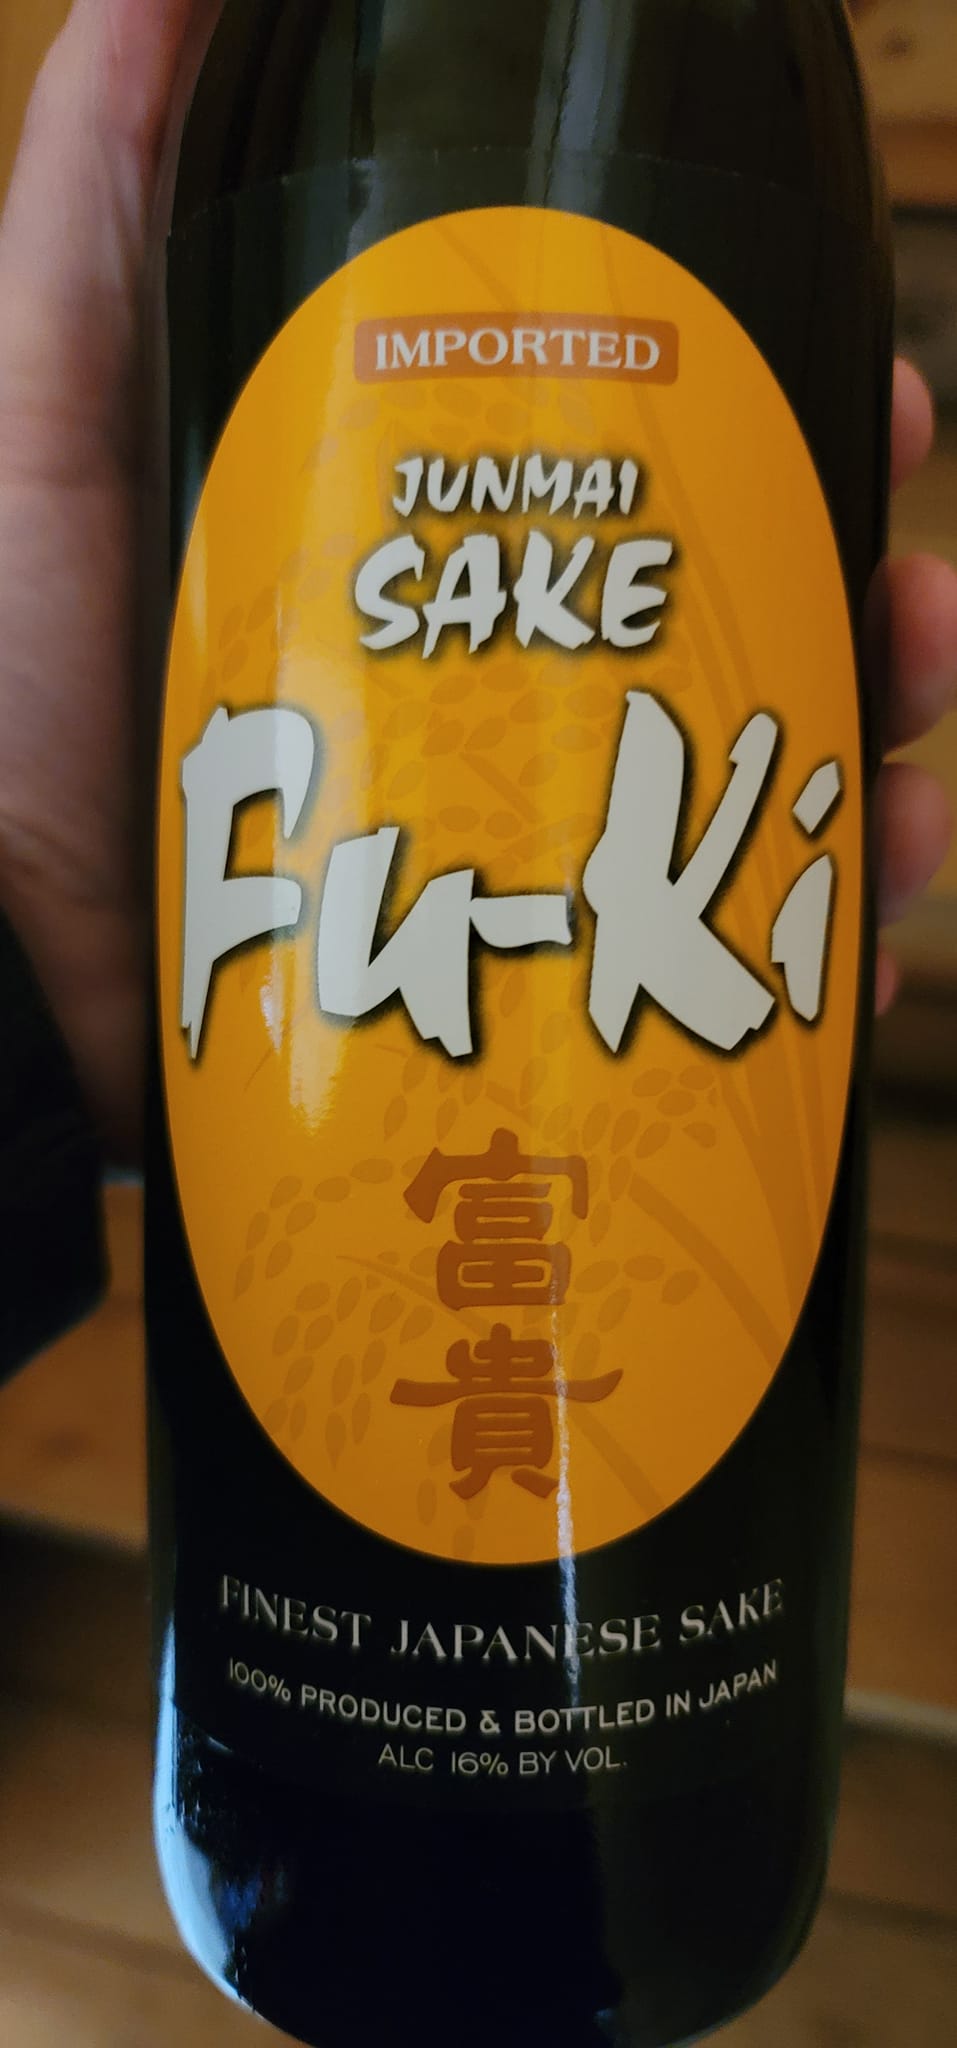 IMPORTED
JUNMAI
SAKE
Fu-Ki
富
貴
FINEST JAPANESE SAKE
100% PRODUCED & BOTTLED IN JAPAN
ALC 16% BY VOL.